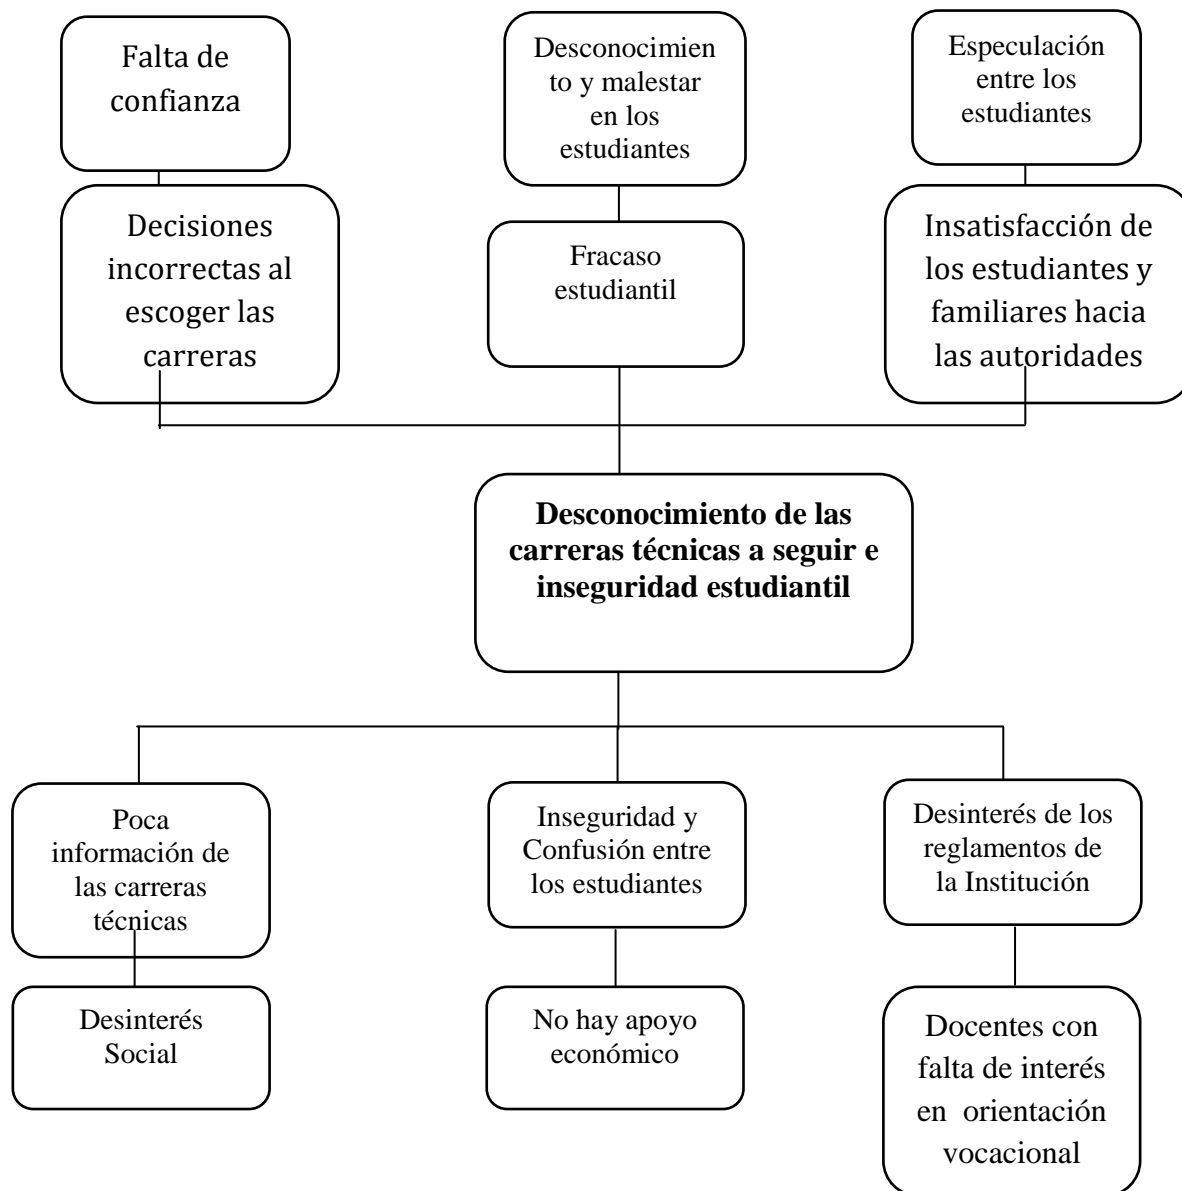 Falta de
confianza
Desconocimien
to y malestar
en los
estudiantes
Especulación
entre los
estudiantes
Decisiones
incorrectas al
escoger las
carreras
Fracaso
estudiantil
Insatisfacción de
los estudiantes y
familiares hacia
las autoridades
Desconocimiento de las
carreras técnicas a seguir e
inseguridad estudiantil
Poca
información de
las carreras
técnicas
Inseguridad y
Confusión entre
los estudiantes
Desinterés de los
reglamentos de
la Institución
Desinterés
Social
No hay apoyo
económico
Docentes con
falta de interés
en orientación
vocacional